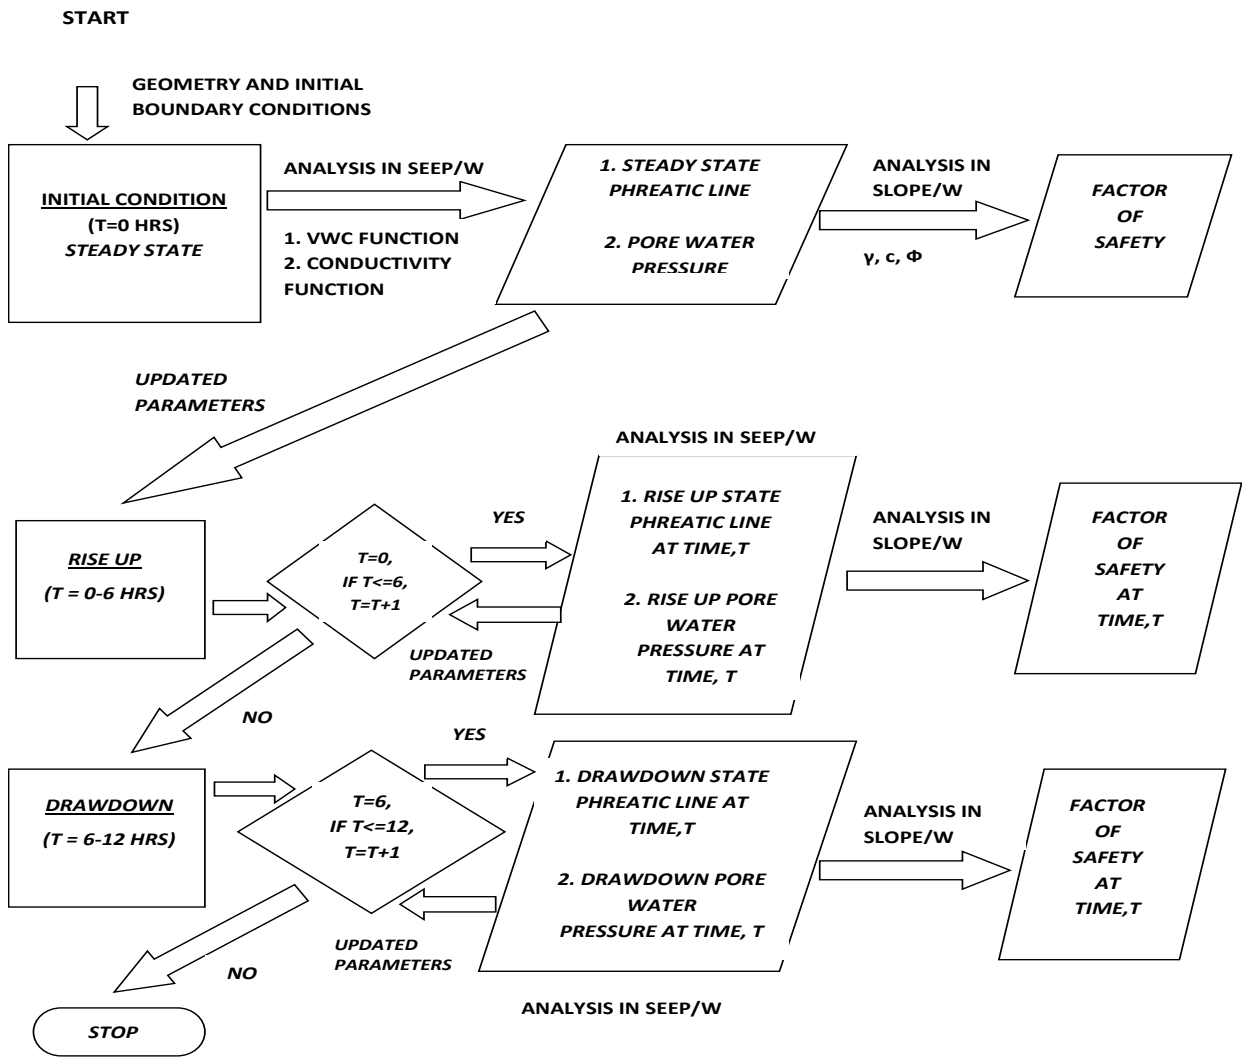 START
GEOMETRY AND INITIAL
BOUNDARY CONDITIONS
INITIAL CONDITION
(T=0 HRS)
STEADY STATE
ANALYSIS IN SEEP/W
1. VWC FUNCTION
2. CONDUCTIVITY
FUNCTION
1. STEADY STATE
PHREATIC LINE
2. PORE WATER
PRESSURE
ANALYSIS IN
SLOPE/W
γ, c, Φ
FACTOR
OF
SAFETY
UPDATED
PARAMETERS
RISE UP
(T = 0-6 HRS)
T=0,
IF T<=6,
T=T+1
YES
UPDATED
PARAMETERS
NO
ANALYSIS IN SEEP/W
1. RISE UP STATE
PHREATIC LINE
AT TIME,T
2. RISE UP PORE
WATER
PRESSURE AT
TIME, T
ANALYSIS IN
SLOPE/W
FACTOR
OF
SAFETY
AT
TIME,T
DRAWDOWN
(T = 6-12 HRS)
T=6,
IF T<=12,
T=T+1
YES
UPDATED
PARAMETERS
NO
1. DRAWDOWN STATE
PHREATIC LINE AT
TIME,T
2. DRAWDOWN PORE
WATER
PRESSURE AT TIME, T
ANALYSIS IN SEEP/W
ANALYSIS IN
SLOPE/W
FACTOR
OF
SAFETY
AT
TIME,T
STOP